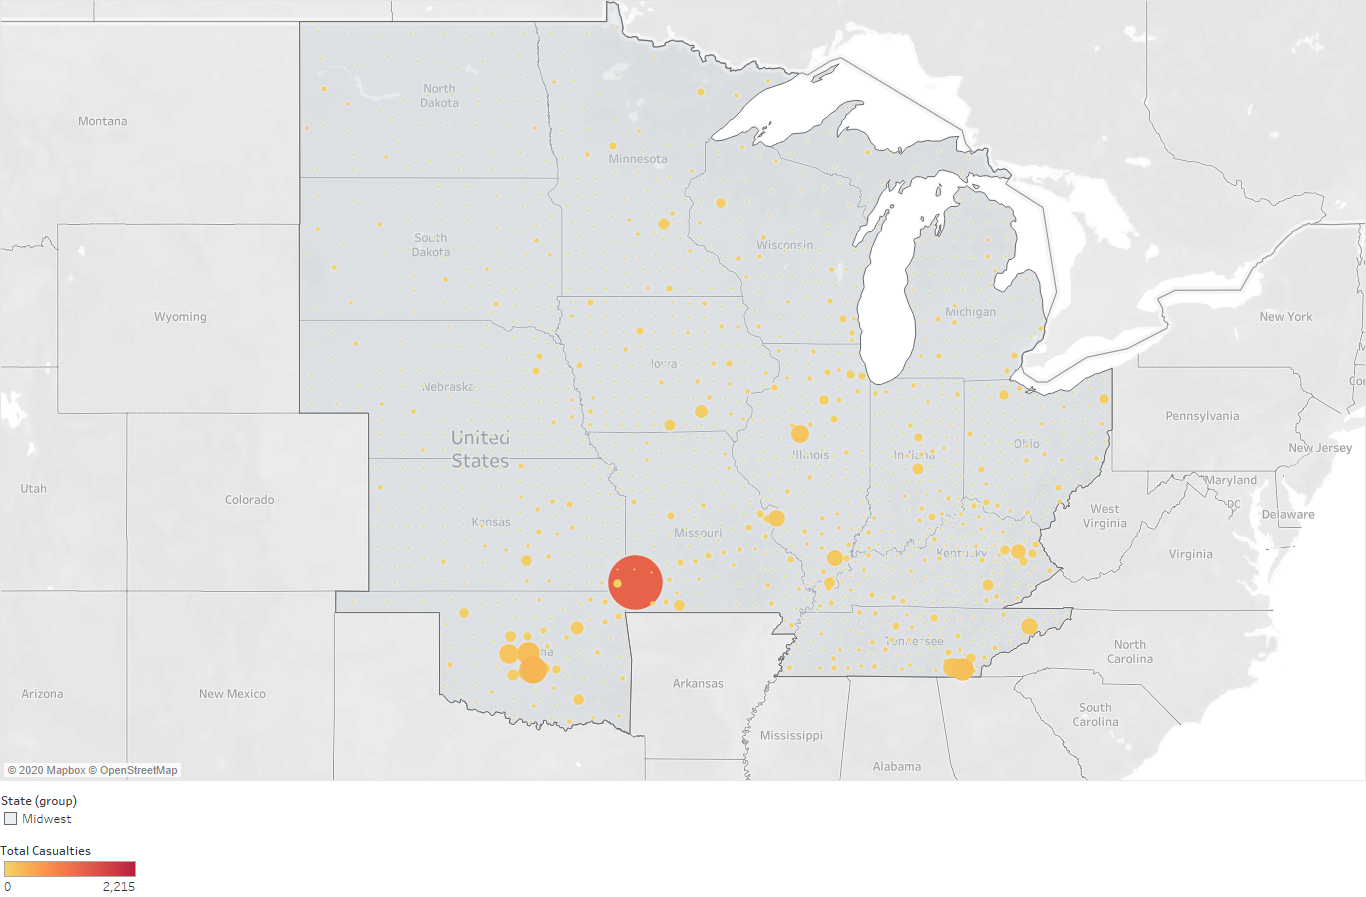 North
Dakota
Montana
Minnesota
South
Dakota
Wisconsin
Wyoming
Michigan
New York
Iowa
Nebraska
Pennsylvania
United
States
Illinois
Indiana
Ohio
New Jersey
Utah
Colorado
Maryland
DC
Delaware
West
Virginia
Kansas
Missouri
Kentucky
Virginia
Tennessee
North
Carolina
Arizona
New Mexico
Arkansas
South
Carolina
Mississippi
Alabama
© 2020 Mapbox © OpenStreetMap
State (group)
Midwest
Total Casualties
0 2,215